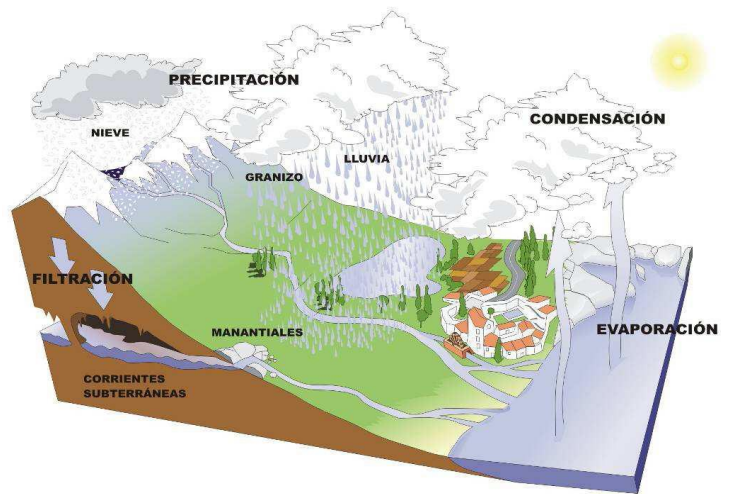 PRECIPITACIÓN
CONDENSACIÓN
NIEVE
LLUVIA
GRANIZO
FILTRACIÓN
EVAPORACIÓN
MANANTIALES
CORRIENTES
SUBTERRÁNEAS